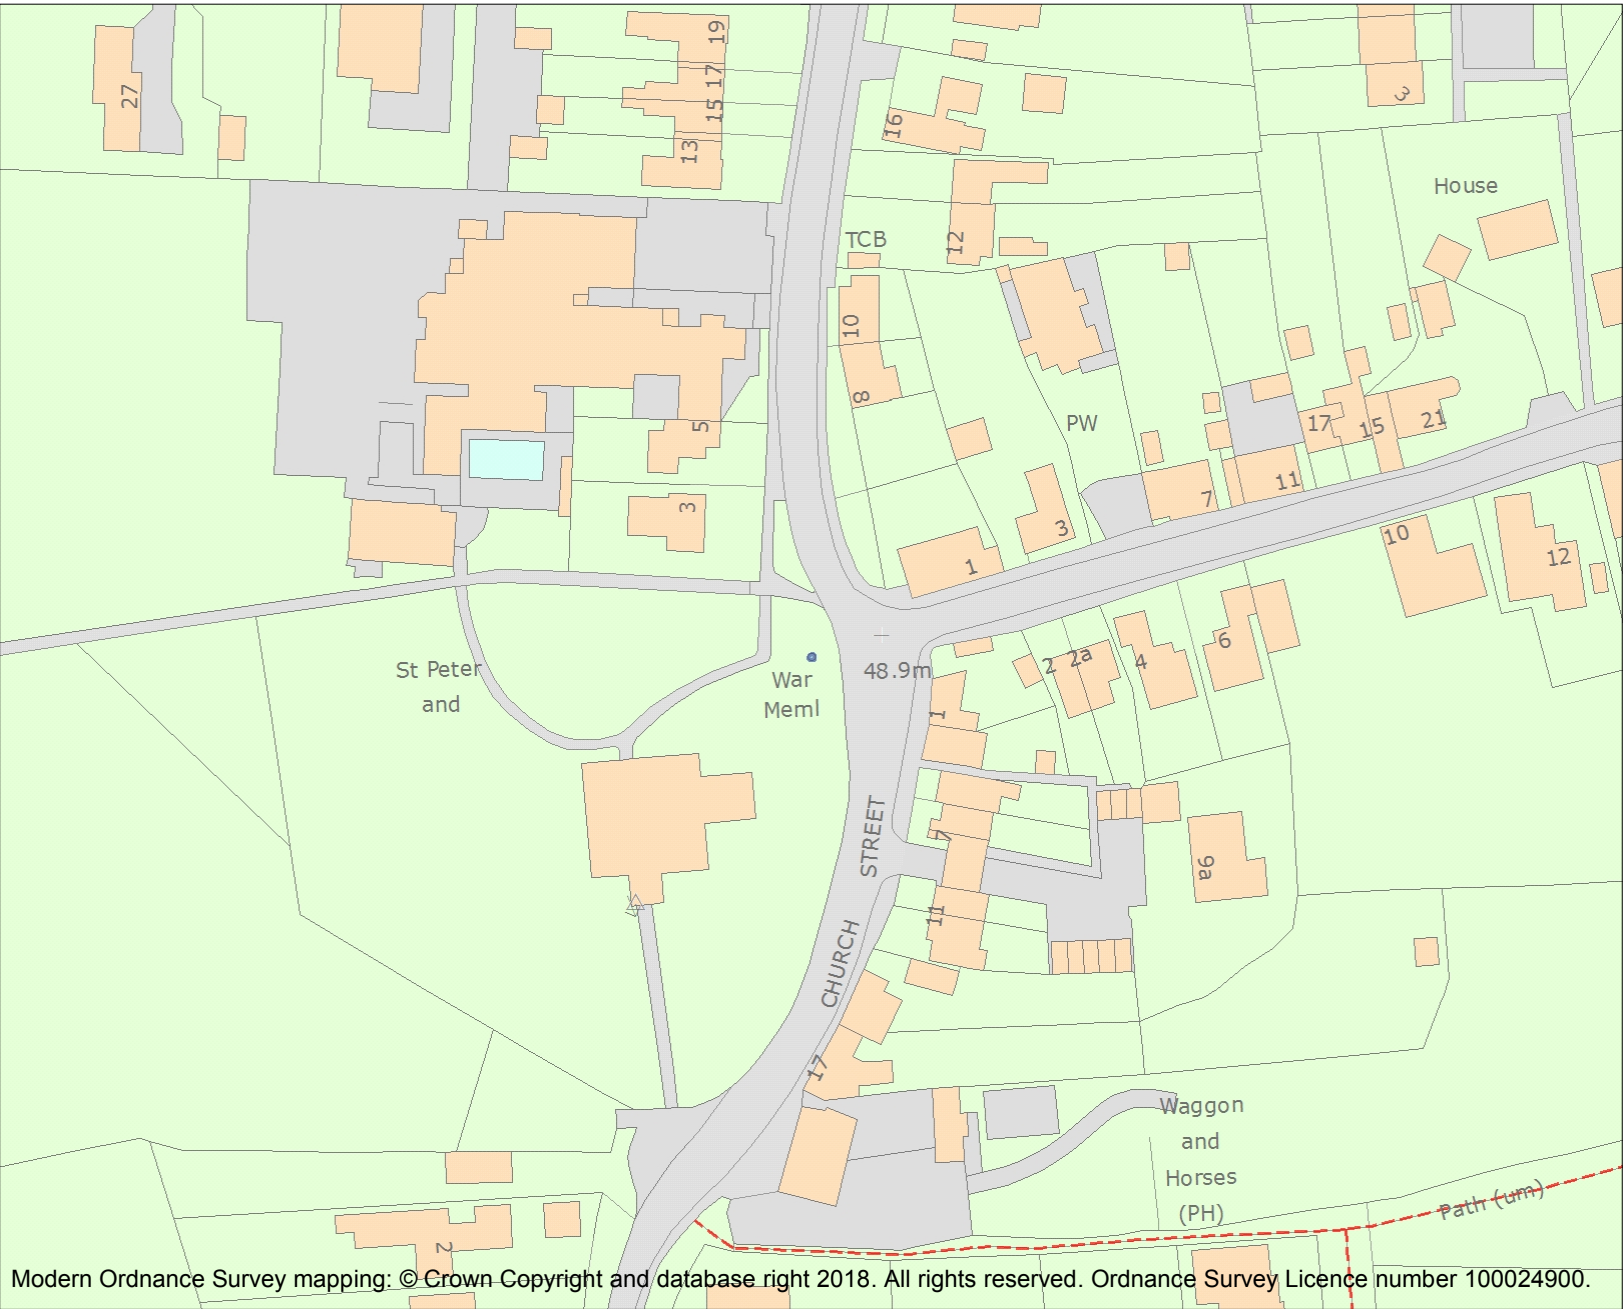 19
17
15
13
27
16
3
House
TCB
12
10
8
PW
5
3
17
15
21
11
7
3
1
10
12
St Peter
and
War
Meml
48.9m
2
2a
4
6
1
7
11
9a
CHURCH STREET
17
Waggon
and
Horses
(PH)
Path (um)
2
Modern Ordnance Survey mapping: © Crown Copyright and database right 2018. All rights reserved. Ordnance Survey Licence number 100024900.